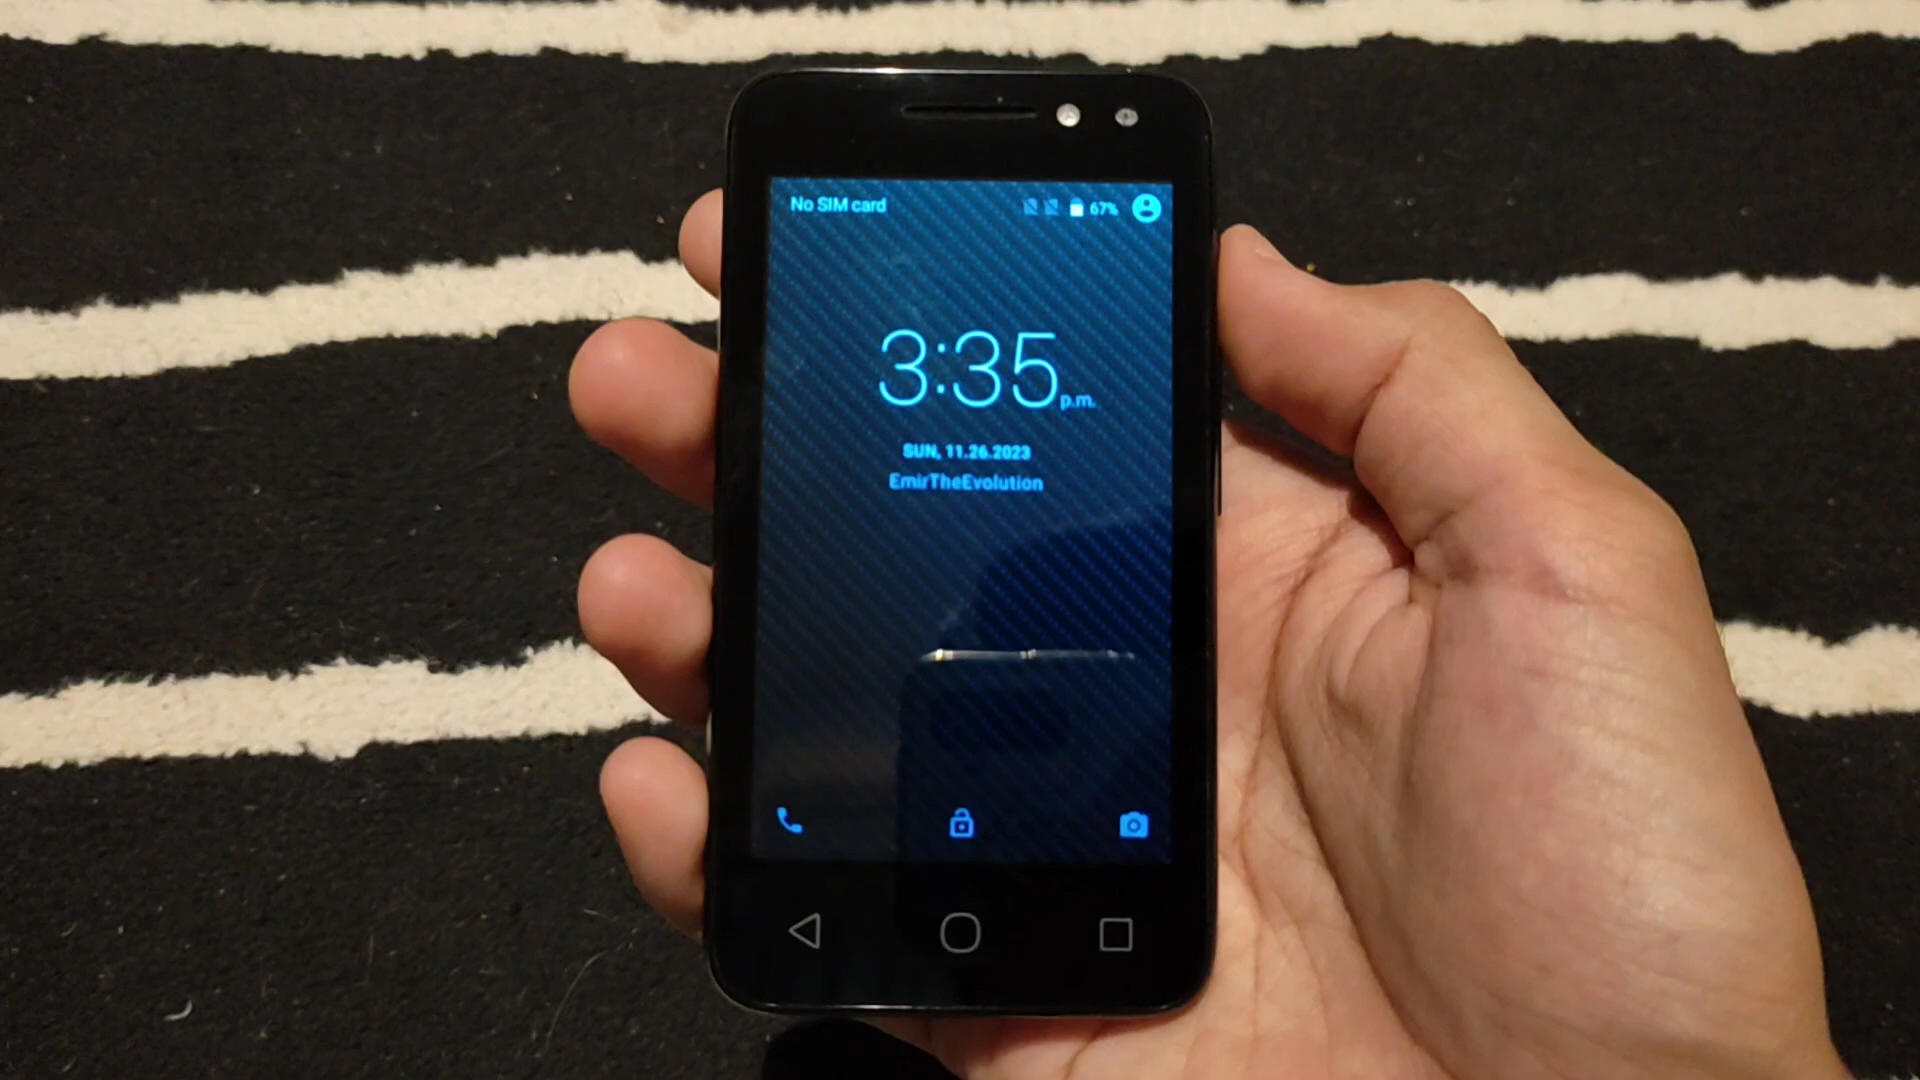 No SIM card 67%
3:35 p.m.
SUN, 11.26.2023
EmirTheEvolution